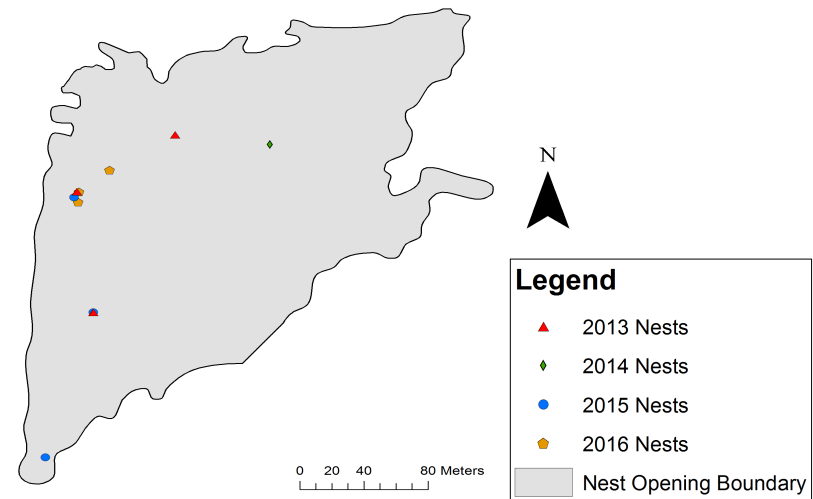 N
Legend
2013 Nests
2014 Nests
2015 Nests
2016 Nests
Nest Opening Boundary
0 20 40 80 Meters